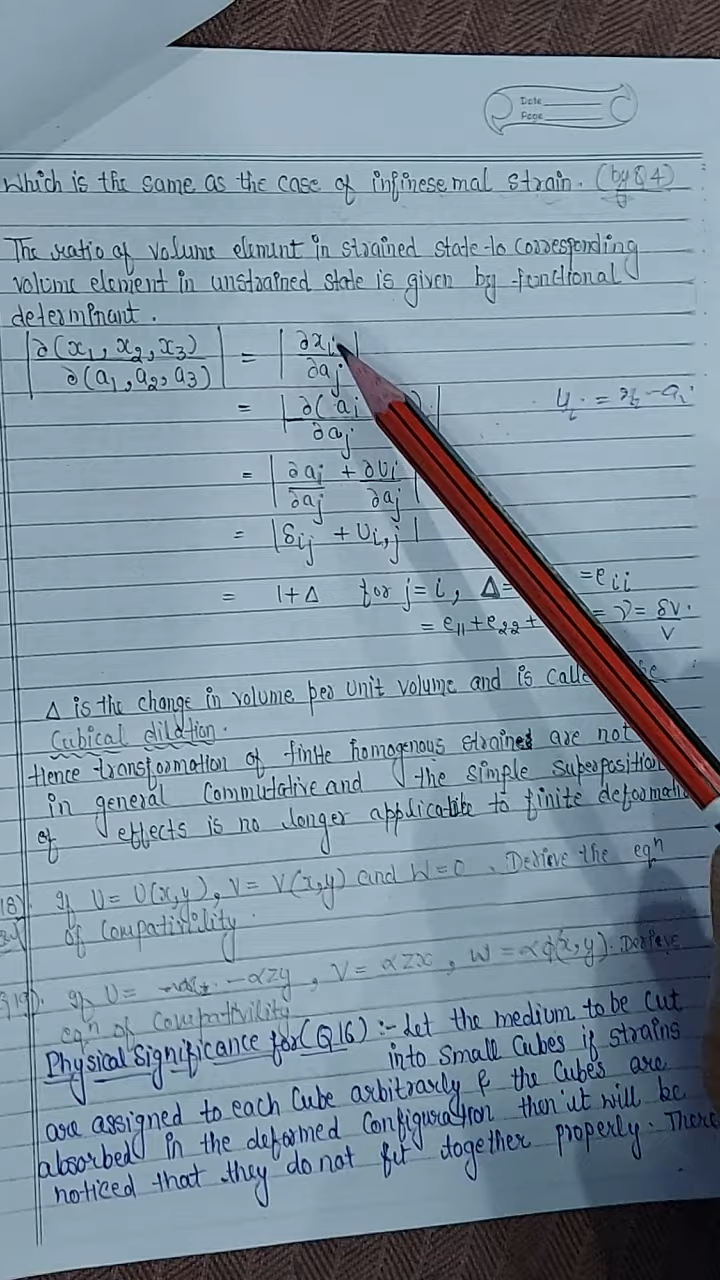 Date
Page
Which is the same as the case of infinesemal strain. (by Q 4)
The ratio of volume element in strained state to corresponding
volume element in unstrained state is given by functional
determinant.
|∂(x₁, x₂, x₃) / ∂(a₁, a₂, a₃)| = |∂xᵢ / ∂aⱼ|
= |∂(aᵢ ) / ∂aⱼ| uᵢ = xᵢ - aᵢ
= |∂aᵢ / ∂aⱼ + ∂Uᵢ / ∂aⱼ|
= |δᵢⱼ + Uᵢ,ⱼ|
= 1+Δ for j=i, Δ= =eᵢᵢ
= e₁₁+e₂₂+ = ν = δV / V
Δ is the change in volume per unit volume and is
Cubical dilation.
Hence transformation of finite homogenous strained are not
in general commutative and the simple superposition
of effects is no longer applicable to finite
18). If U= U(x,y), V= V(x,y) and W=0. Derieve the eqn
of Compatibility.
19). If U= -αzy, V= αzx, W=αφ(x,y). Derieve
eqn of Compatibility
Physical Significance for (Q16) :- Let the medium to be cut
into small cubes if strains
are assigned to each cube arbitrarly & the cubes are
absorbed in the deformed configuration then it will be
noticed that they do not fit together properly. There